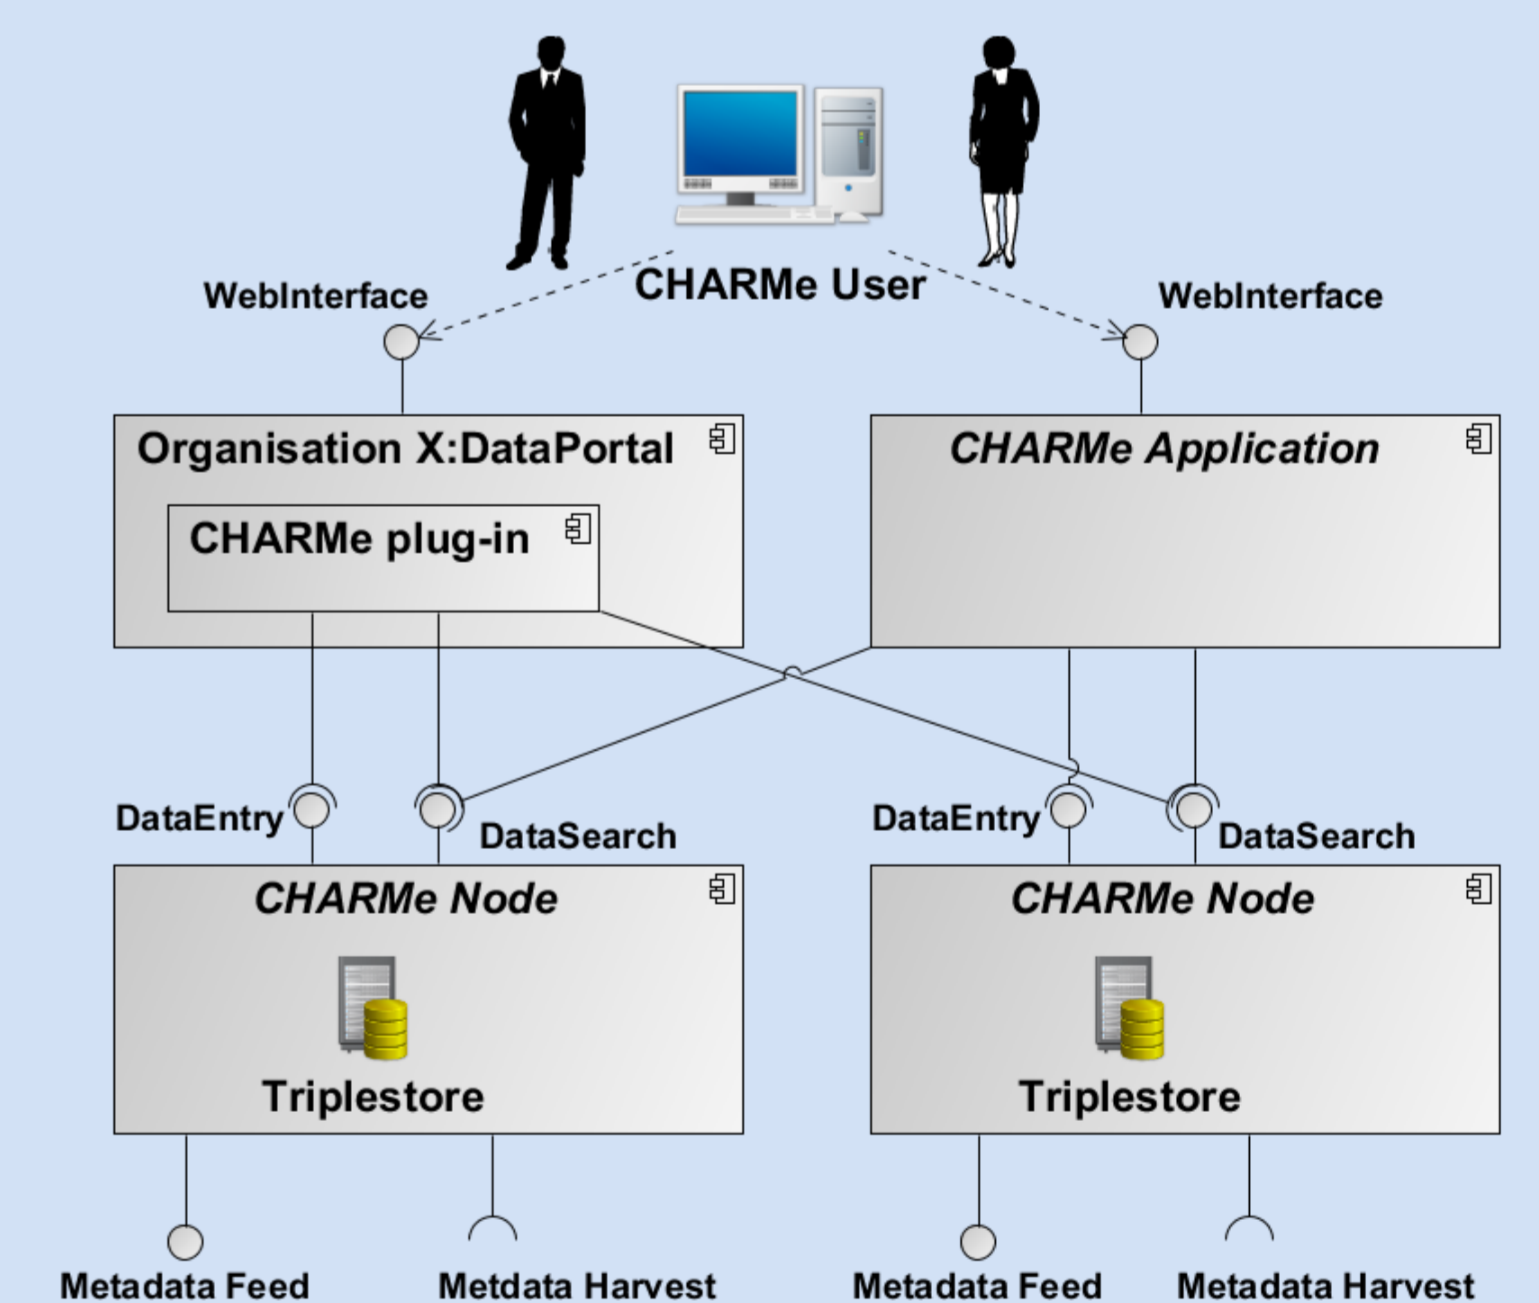 CHARMe User
WebInterface
WebInterface
Organisation X:DataPortal
CHARMe Application
CHARMe plug-in
DataEntry
DataSearch
DataEntry
DataSearch
CHARMe Node
CHARMe Node
Triplestore
Triplestore
Metadata Feed
Metdata Harvest
Metadata Feed
Metadata Harvest